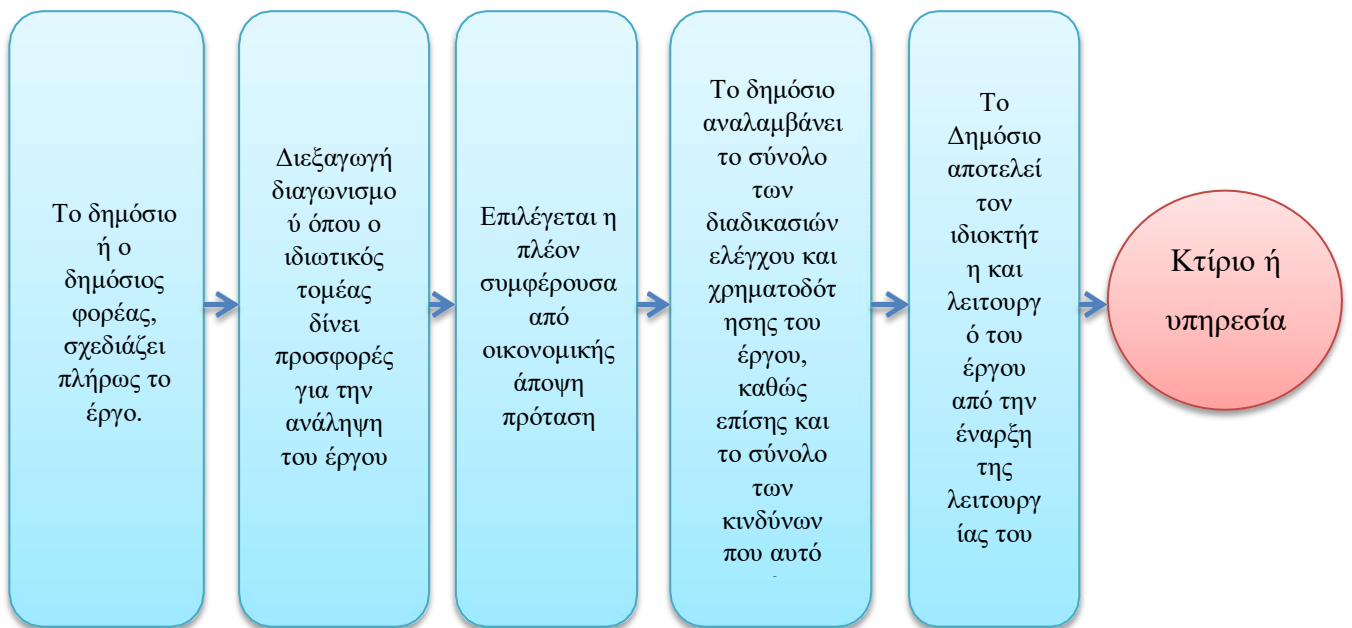 Το δημόσιο
ή ο
δημόσιος
φορέας,
σχεδιάζει
πλήρως το
έργο.
Διεξαγωγή
διαγωνισμο
ύ όπου ο
ιδιωτικός
τομέας
δίνει
προσφορές
για την
ανάληψη
του έργου
Επιλέγεται η
πλέον
συμφέρουσα
από
οικονομικής
άποψη
πρόταση
Το δημόσιο
αναλαμβάνει
το σύνολο
των
διαδικασιών
ελέγχου και
χρηματοδότ
ησης του
έργου,
καθώς
επίσης και
το σύνολο
των
κινδύνων
που αυτό
Το
Δημόσιο
αποτελεί
τον
ιδιοκτήτ
η και
λειτουργ
ό του
έργου
από την
έναρξη
της
λειτουργ
ίας του
Κτίριο ή
υπηρεσία